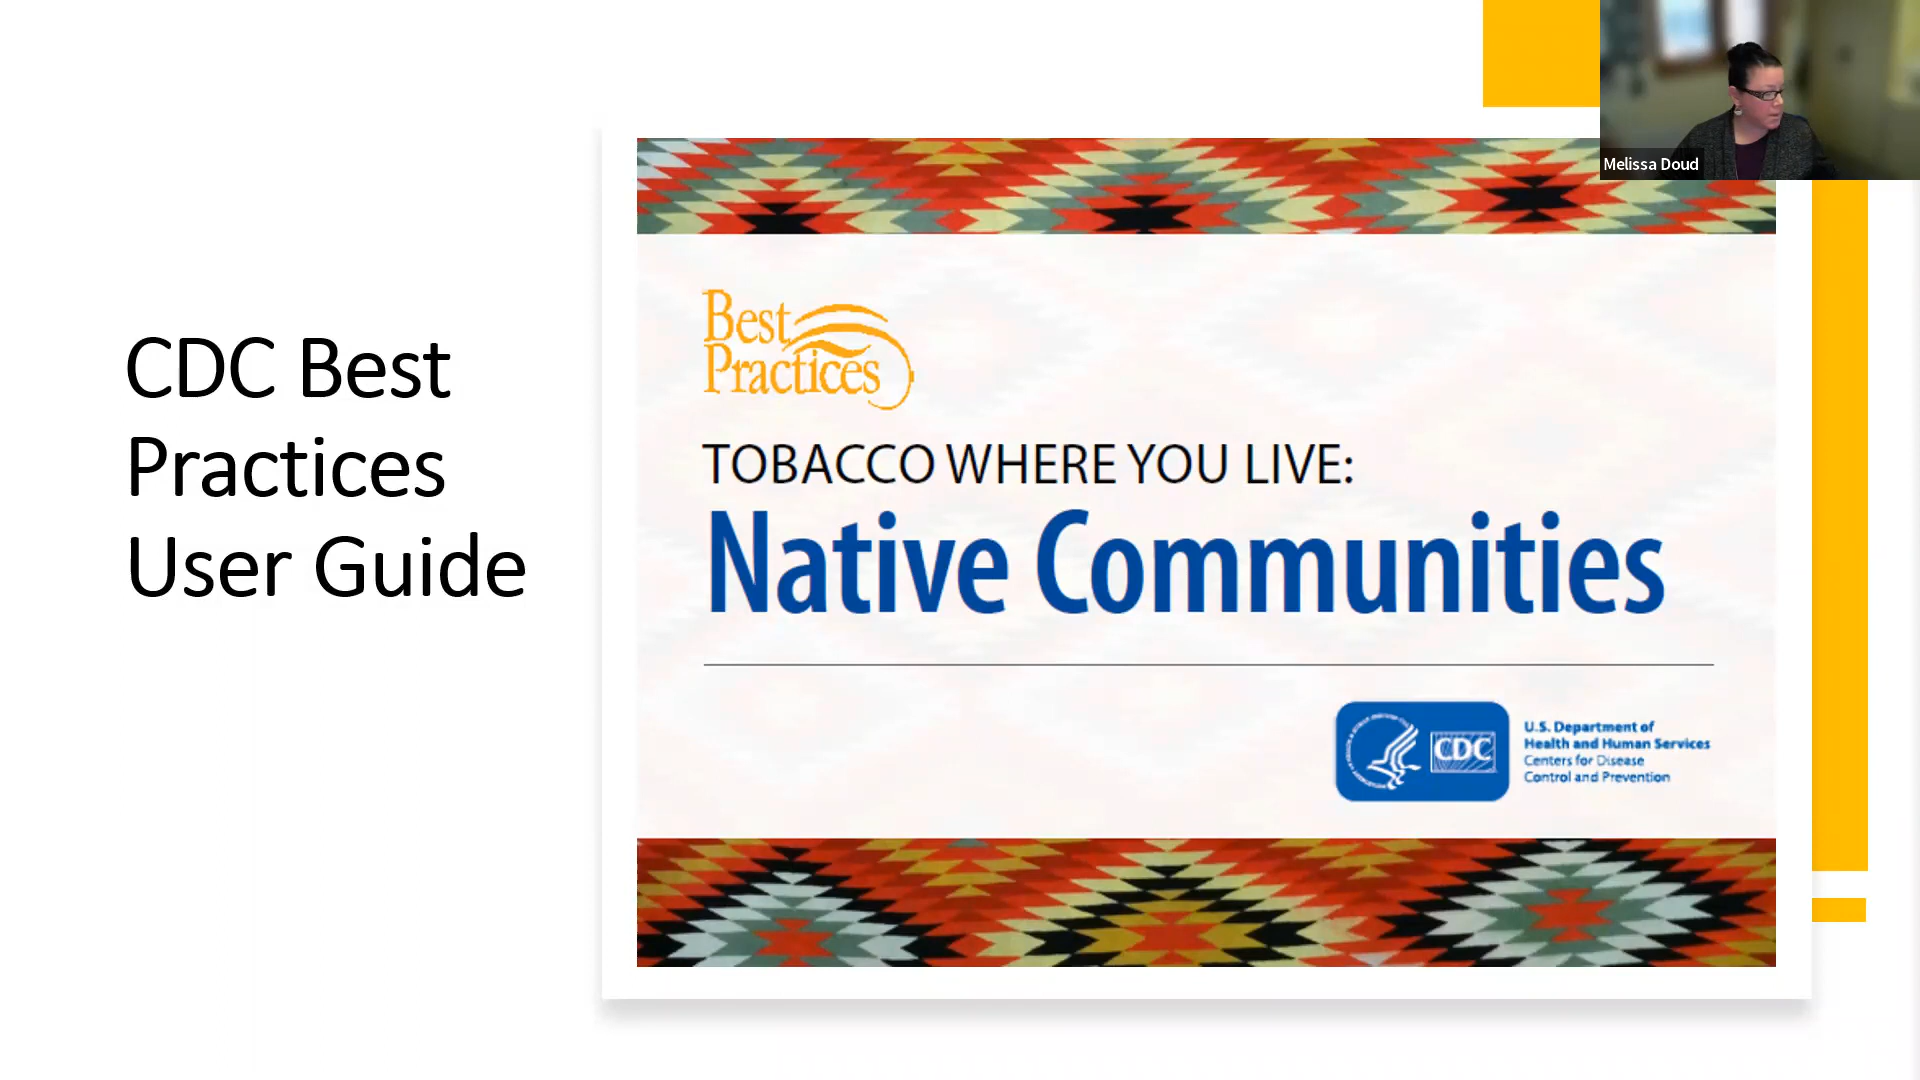 CDC Best
Practices
User Guide
Best
Practices
TOBACCO WHERE YOU LIVE:
Native Communities
CDC
U.S. Department of
Health and Human Services
Centers for Disease
Control and Prevention
Melissa Doud